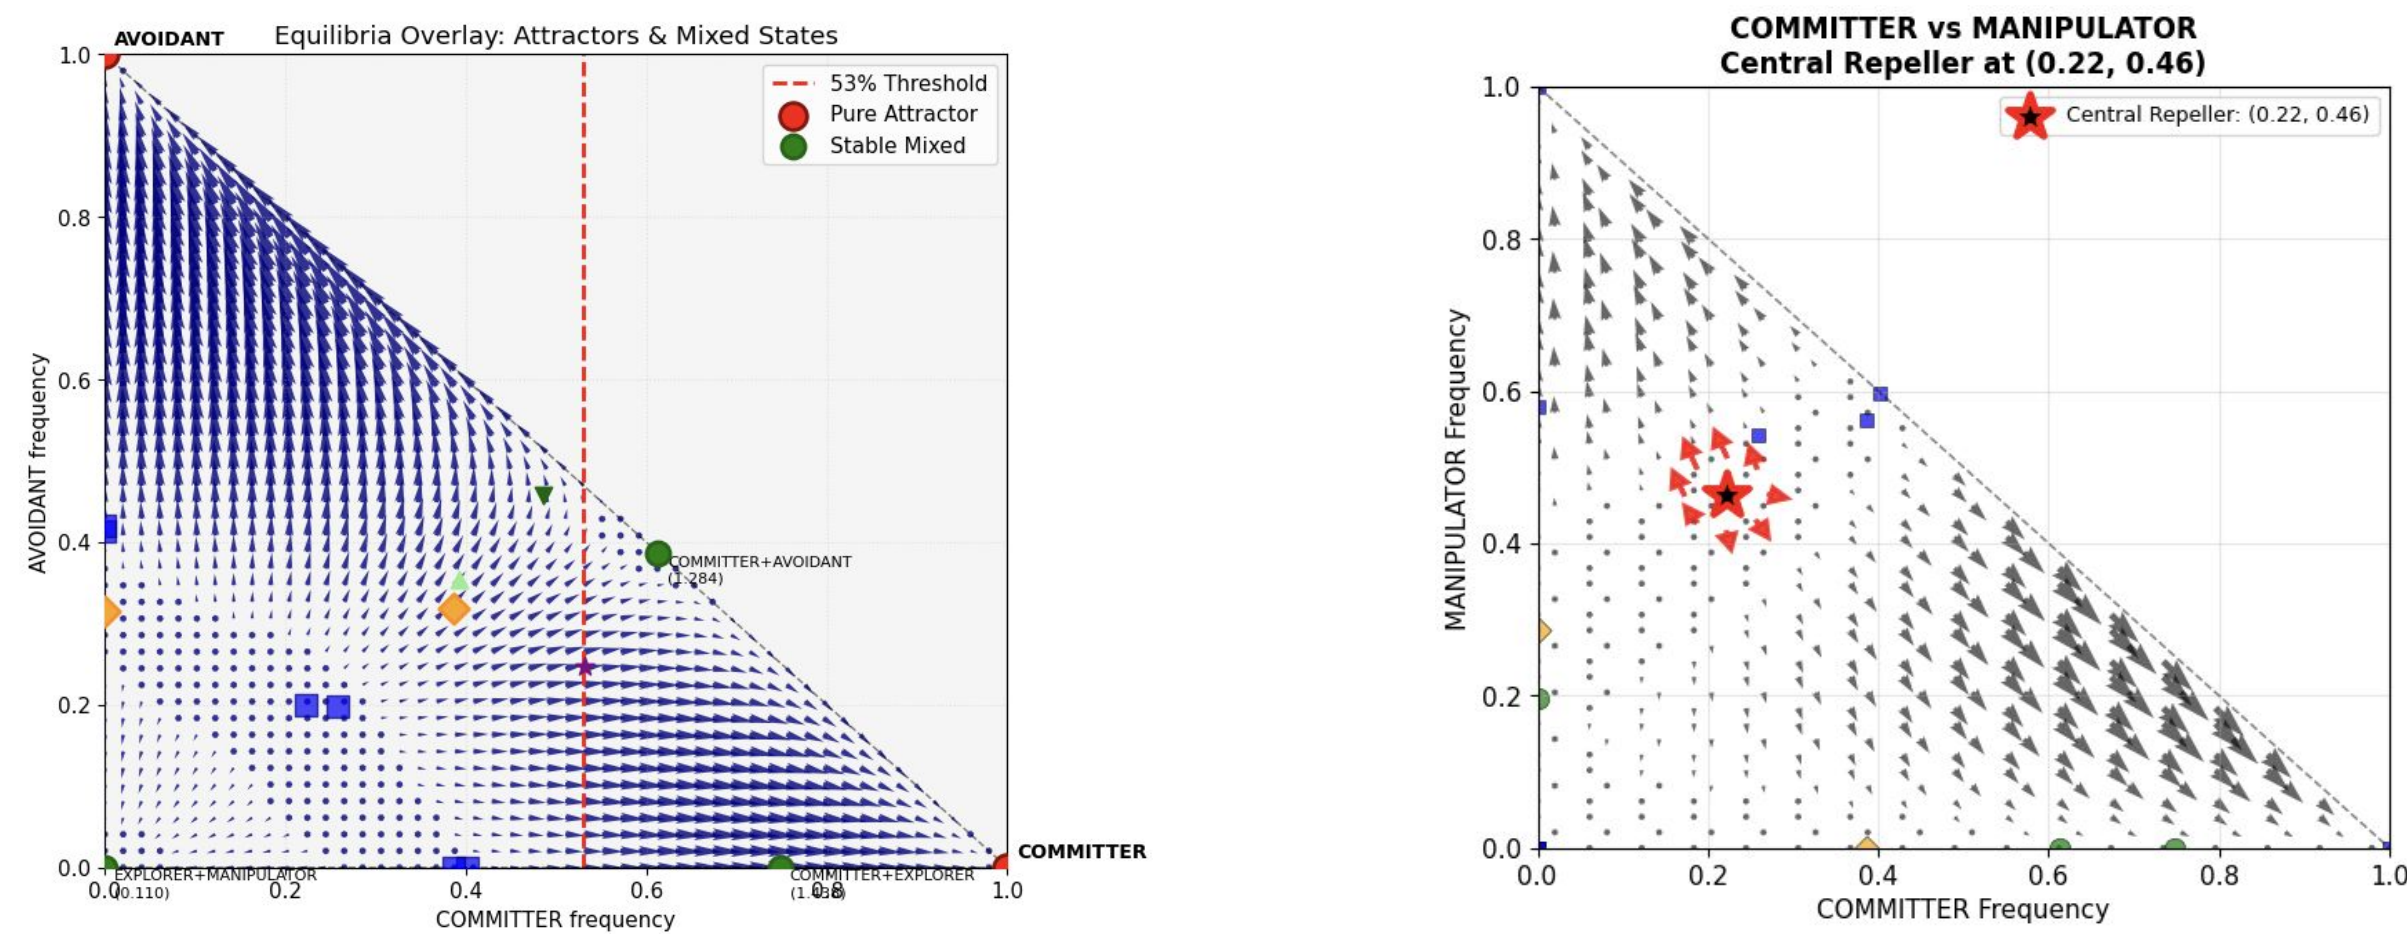 AVOIDANT
Equilibria Overlay: Attractors & Mixed States
53% Threshold
Pure Attractor
Stable Mixed
1.0
0.8
0.6
0.4
0.2
0.0
AVOIDANT frequency
COMMITTER+AVOIDANT
(1.284)
COMMITTER
EXPLORER+MANIPULATOR
(0.110)
COMMITTER+EXPLORER
(1.438)
0.0
0.2
0.4
0.6
0.8
1.0
COMMITTER frequency
COMMITTER vs MANIPULATOR
Central Repeller at (0.22, 0.46)
Central Repeller: (0.22, 0.46)
1.0
0.8
0.6
0.4
0.2
0.0
MANIPULATOR Frequency
0.0
0.2
0.4
0.6
0.8
1.0
COMMITTER Frequency